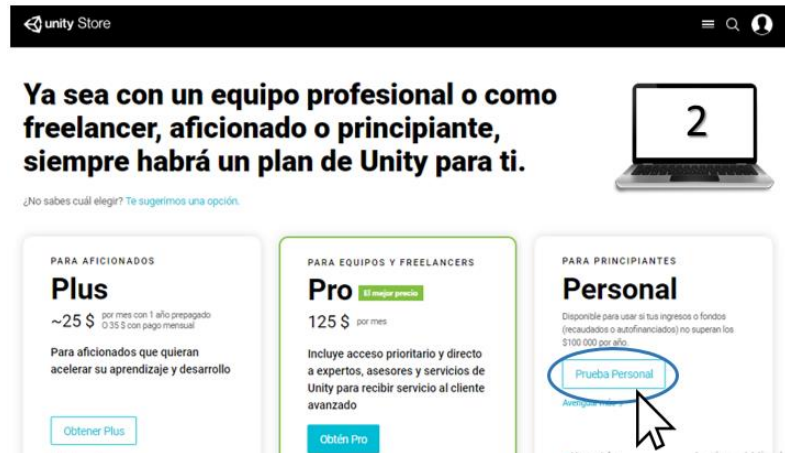 unity Store
Ya sea con un equipo profesional o como
freelancer, aficionado o principiante,
siempre habrá un plan de Unity para ti.
2
¿No sabes cuál elegir? Te sugerimos una opción.
PARA AFICIONADOS
Plus
~25 $ por mes con 1 año prepagado
O 35 $ con pago mensual
Para aficionados que quieran
acelerar su aprendizaje y desarrollo
Obtener Plus
PARA EQUIPOS Y FREELANCERS
Pro El mejor precio
125 $ por mes
Incluye acceso prioritario y directo
a expertos, asesores y servicios de
Unity para recibir servicio al cliente
avanzado
Obtén Pro
PARA PRINCIPIANTES
Personal
Disponible para usar si tus ingresos o fondos
(recaudados o autofinanciados) no superan los
$100 000 por año.
Prueba Personal
Averiguar más